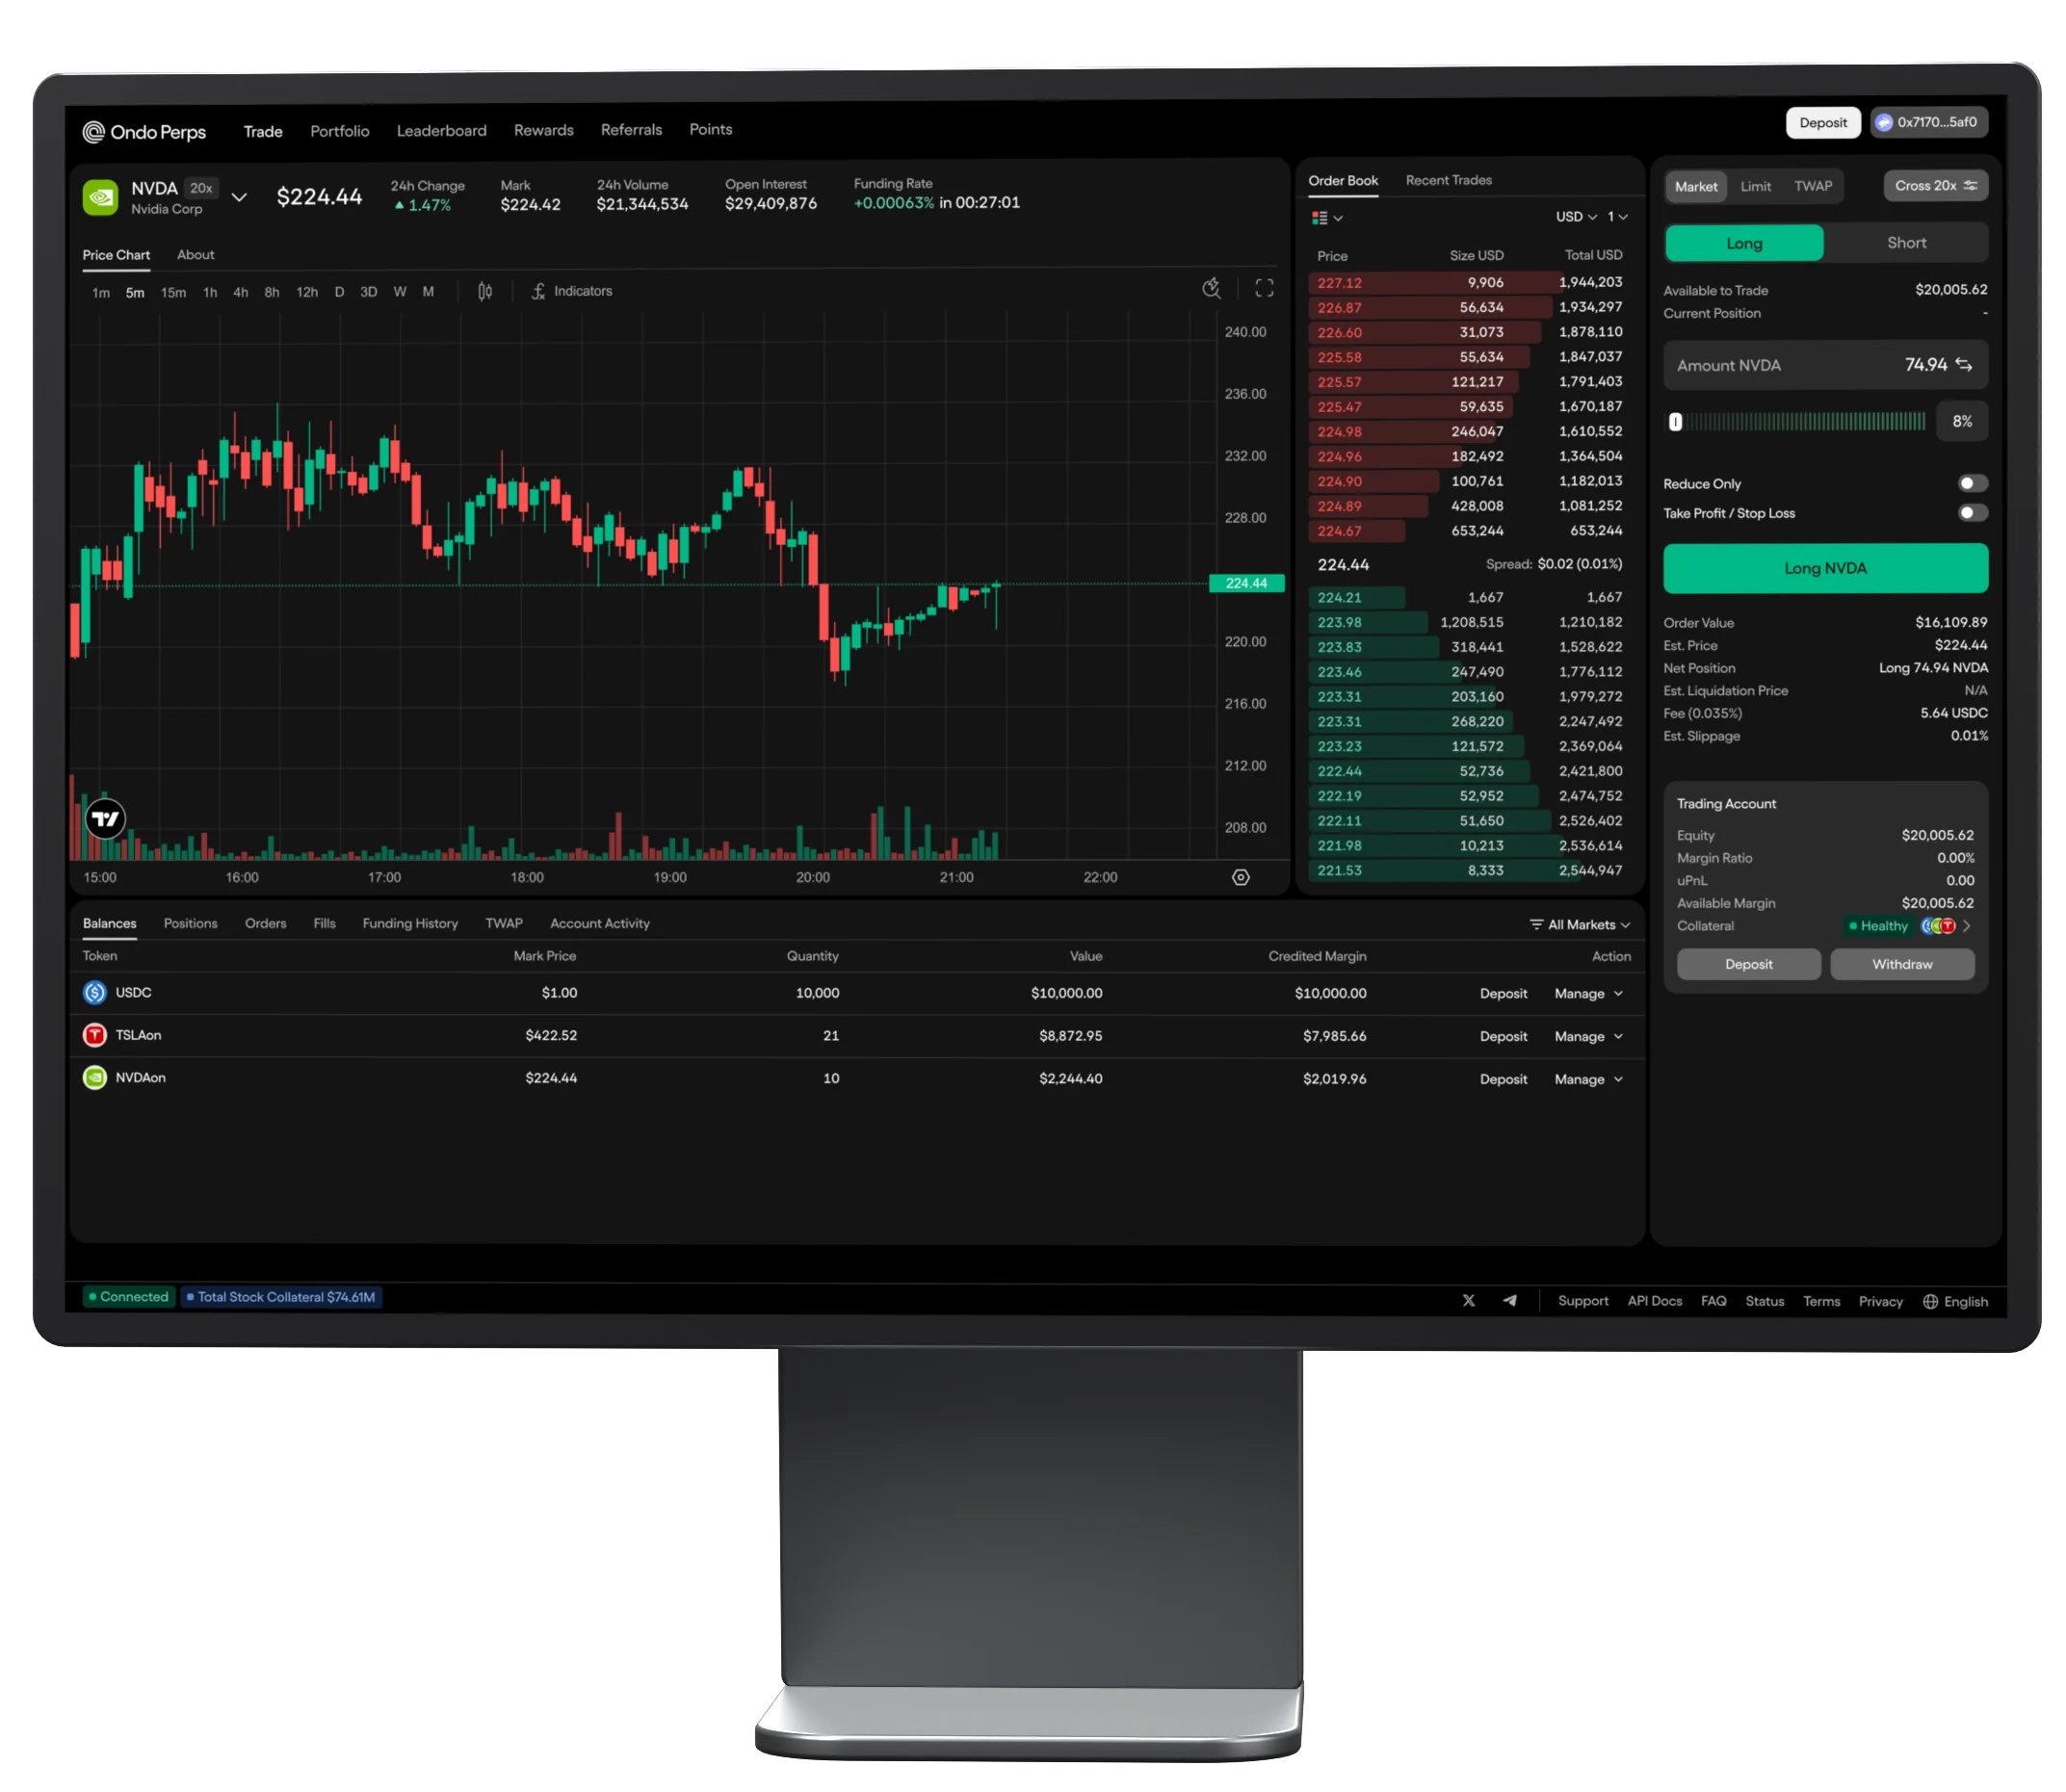 Ondo Perps Trade Portfolio Leaderboard Rewards Referrals Points Deposit 0x7170...5af0
NVDA 20x
Nvidia Corp
$224.44
24h Change
1.47%
Mark
$224.42
24h Volume
$21,344,534
Open Interest
$29,409,876
Funding Rate
+0.00063% in 00:27:01
Price Chart About
1m 5m 15m 1h 4h 8h 12h D 3D W M Indicators
240.00
236.00
232.00
228.00
224.44
220.00
216.00
212.00
208.00
15:00 16:00 17:00 18:00 19:00 20:00 21:00 22:00
Order Book Recent Trades
USD 1
Price Size USD Total USD
227.12 9,906 1,944,203
226.87 56,634 1,934,297
226.60 31,073 1,878,110
225.58 55,634 1,847,037
225.57 121,217 1,791,403
225.47 59,635 1,670,187
224.98 246,047 1,610,552
224.96 182,492 1,364,504
224.90 100,761 1,182,013
224.89 428,008 1,081,252
224.67 653,244 653,244
224.44 Spread: $0.02 (0.01%)
224.21 1,667 1,667
223.98 1,208,515 1,210,182
223.83 318,441 1,528,622
223.46 247,490 1,776,112
223.31 203,160 1,979,272
223.31 268,220 2,247,492
223.23 121,572 2,369,064
222.44 52,736 2,421,800
222.19 52,952 2,474,752
222.11 51,650 2,526,402
221.98 10,213 2,536,614
221.53 8,333 2,544,947
Market Limit TWAP Cross 20x
Long Short
Available to Trade $20,005.62
Current Position -
Amount NVDA 74.94
8%
Reduce Only
Take Profit / Stop Loss
Long NVDA
Order Value $16,109.89
Est. Price $224.44
Net Position Long 74.94 NVDA
Est. Liquidation Price N/A
Fee (0.035%) 5.64 USDC
Est. Slippage 0.01%
Trading Account
Equity $20,005.62
Margin Ratio 0.00%
uPnL 0.00
Available Margin $20,005.62
Collateral Healthy
Deposit Withdraw
Balances Positions Orders Fills Funding History TWAP Account Activity All Markets
Token Mark Price Quantity Value Credited Margin Action
USDC $1.00 10,000 $10,000.00 $10,000.00 Deposit Manage
TSLAon $422.52 21 $8,872.95 $7,985.66 Deposit Manage
NVDAon $224.44 10 $2,244.40 $2,019.96 Deposit Manage
Connected Total Stock Collateral $74.61M Support API Docs FAQ Status Terms Privacy English